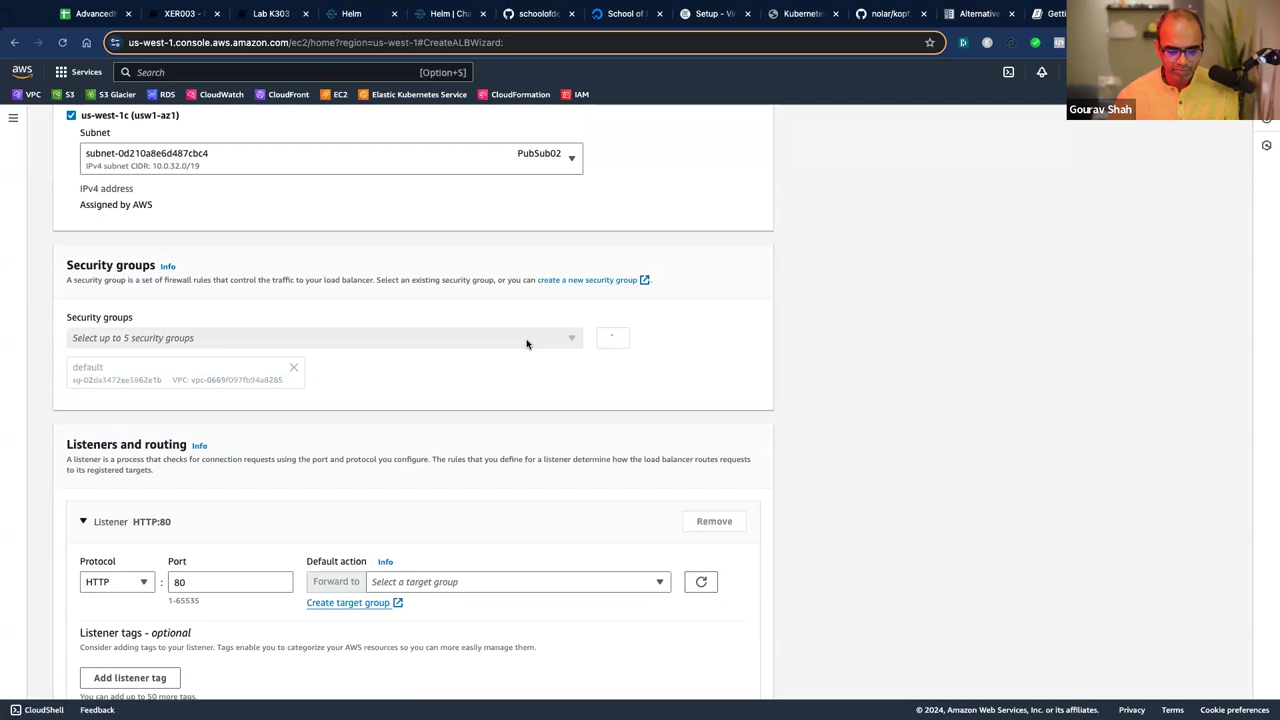 AdvancedK
XER003 -
Lab K303
Helm
Helm | Cha
schoolofde
School of J
Setup - Vic
Kubernete
nolar/kopf
Alternative
Getti
us-west-1.console.aws.amazon.com/ec2/home?region=us-west-1#CreateALBWizard:
aws
Services
Search
[Option+S]
VPC
S3
S3 Glacier
RDS
CloudWatch
CloudFront
EC2
Elastic Kubernetes Service
CloudFormation
IAM
Gourav Shah
us-west-1c (usw1-az1)
Subnet
subnet-0d210a8e6d487cbc4
PubSub02
IPv4 subnet CIDR: 10.0.32.0/19
IPv4 address
Assigned by AWS
Security groups Info
A security group is a set of firewall rules that control the traffic to your load balancer. Select an existing security group, or you can create a new security group.
Security groups
Select up to 5 security groups
default
sg-02da3472ee3862e1b VPC: vpc-0669f097fb94a8285
Listeners and routing Info
A listener is a process that checks for connection requests using the port and protocol you configure. The rules that you define for a listener determine how the load balancer routes requests
to its registered targets.
Listener HTTP:80
Remove
Protocol
Port
Default action Info
HTTP
:
80
Forward to
Select a target group
1-65535
Create target group
Listener tags - optional
Consider adding tags to your listener. Tags enable you to categorize your AWS resources so you can more easily manage them.
Add listener tag
You can add up to 50 more tags.
CloudShell
Feedback
© 2024, Amazon Web Services, Inc. or its affiliates.
Privacy
Terms
Cookie preferences